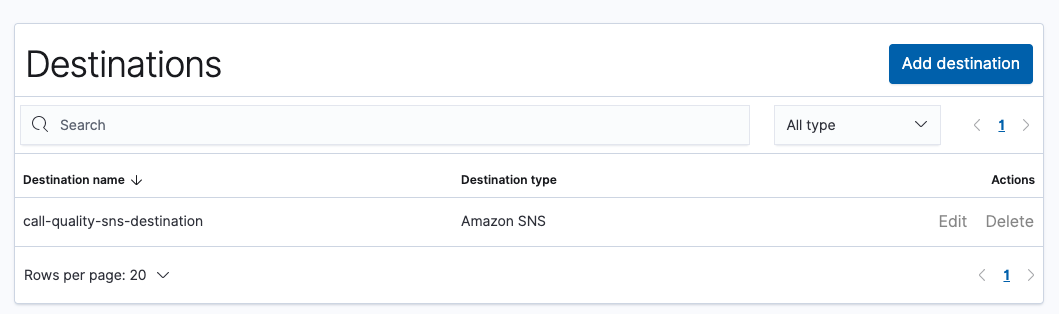 Destinations
Add destination
Search
All type
1
Destination name Destination type Actions
call-quality-sns-destination Amazon SNS Edit Delete
Rows per page: 20 1